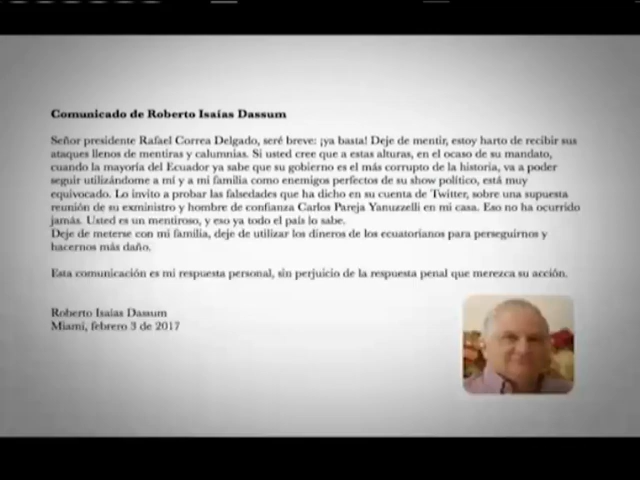 Comunicado de Roberto Isaías Dassum
Señor presidente Rafael Correa Delgado, seré breve: ¡ya basta! Deje de mentir, estoy harto de recibir sus
ataques llenos de mentiras y calumnias. Si usted cree que a estas alturas, en el ocaso de su mandato,
cuando la mayoría del Ecuador ya sabe que su gobierno es el más corrupto de la historia, va a poder
seguir utilizándome a mí y a mi familia como enemigos perfectos de su show político, está muy
equivocado. Lo invito a probar las falsedades que ha dicho en su cuenta de Twitter, sobre una supuesta
reunión de su exministro y hombre de confianza Carlos Pareja Yanuzzelli en mi casa. Eso no ha ocurrido
jamás. Usted es un mentiroso, y eso ya todo el país lo sabe.
Deje de meterse con mi familia, deje de utilizar los dineros de los ecuatorianos para perseguirnos y
hacernos más daño.
Esta comunicación es mi respuesta personal, sin perjuicio de la respuesta penal que merezca su acción.
Roberto Isaías Dassum
Miami, febrero 3 de 2017